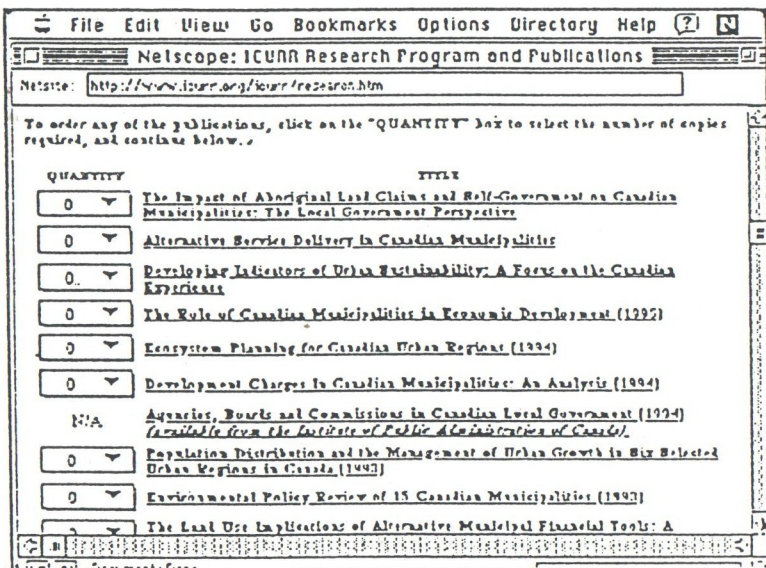 File Edit View Go Bookmarks Options Directory Help
Netscape: ICURR Research Program and Publications
Netsite: http://www.icurr.org/icurr/research.htm
To order any of the publications, click on the "QUANTITY" box to select the number of copies
required, and continue below..
QUANTITY TITLE
0 The Impact of Aboriginal Land Claims and Self-Government on Canadian
Municipalities: The Local Government Perspective
0 Alternative Service Delivery in Canadian Municipalities
0 Developing Indicators of Urban Sustainability: A Focus on the Canadian
Experience
0 The Role of Canadian Municipalities in Economic Development (1995)
0 Ecosystem Planning for Canadian Urban Regions (1994)
0 Development Charges in Canadian Municipalities: An Analysis (1994)
N/A Agencies, Boards and Commissions in Canadian Local Government (1994)
(available from the Institute of Public Administration of Canada)
0 Population Distribution and the Management of Urban Growth in Six Selected
Urban Regions in Canada (1993)
0 Environmental Policy Review of 15 Canadian Municipalities (1993)
0 The Land Use Implications of Alternative Municipal Financial Tools: A